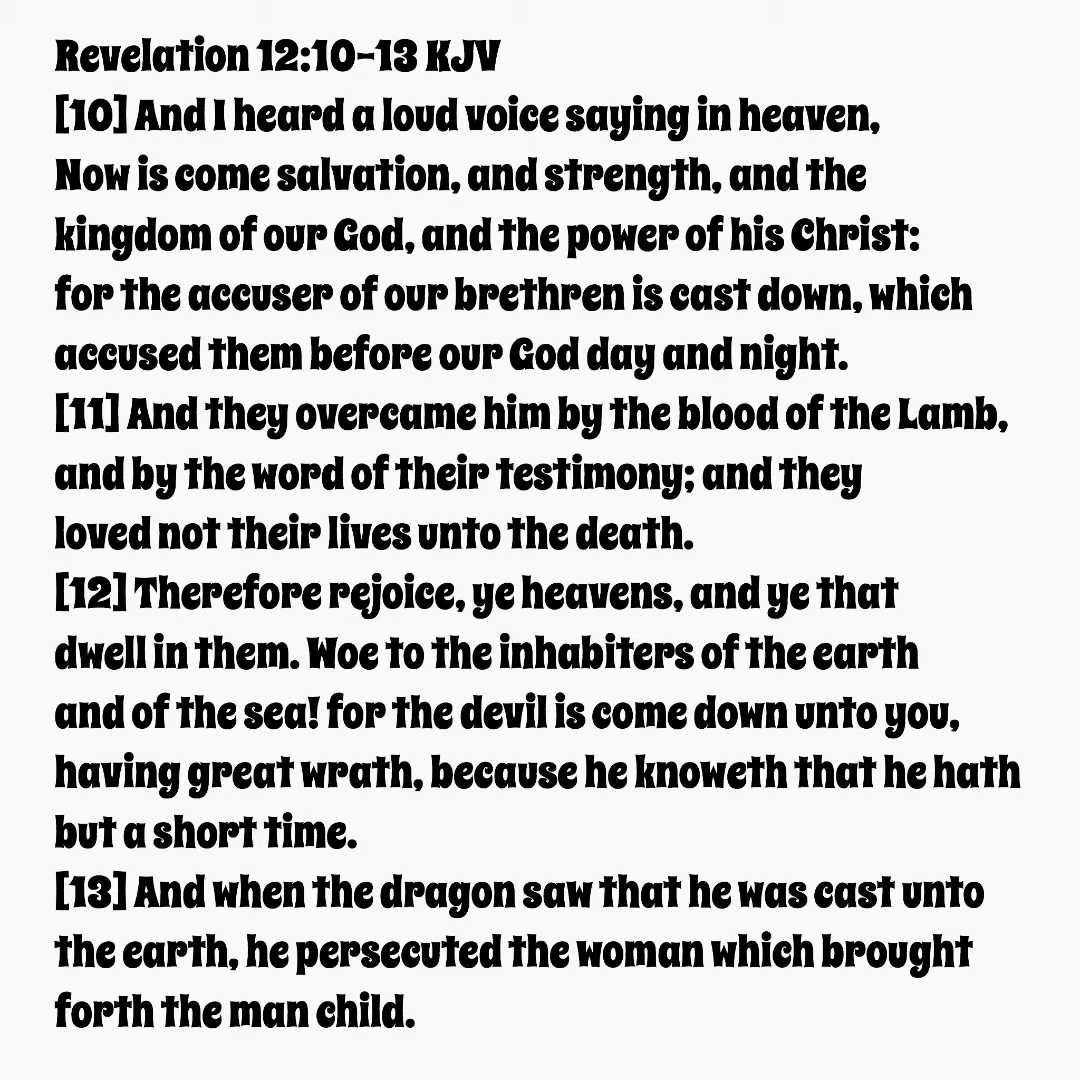 Revelation 12:10-13 KJV
[10] And I heard a loud voice saying in heaven,
Now is come salvation, and strength, and the
kingdom of our God, and the power of his Christ:
for the accuser of our brethren is cast down, which
accused them before our God day and night.
[11] And they overcame him by the blood of the Lamb,
and by the word of their testimony; and they
loved not their lives unto the death.
[12] Therefore rejoice, ye heavens, and ye that
dwell in them. Woe to the inhabiters of the earth
and of the sea! for the devil is come down unto you,
having great wrath, because he knoweth that he hath
but a short time.
[13] And when the dragon saw that he was cast unto
the earth, he persecuted the woman which brought
forth the man child.